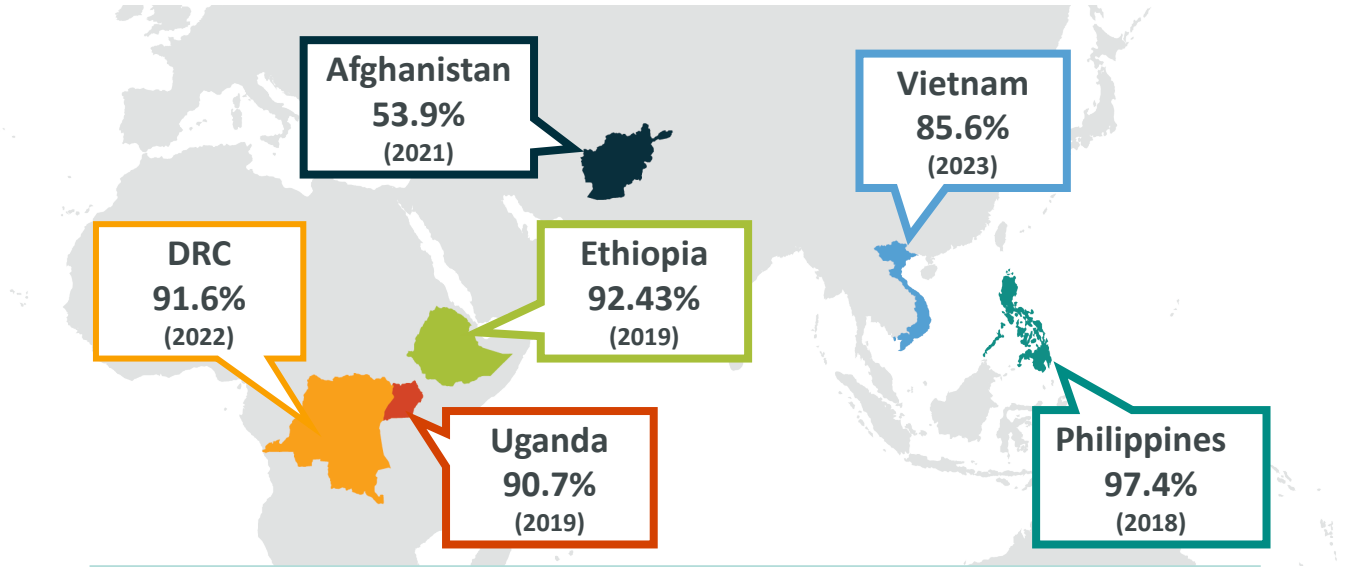 Afghanistan
53.9%
(2021)
Vietnam
85.6%
(2023)
DRC
91.6%
(2022)
Ethiopia
92.43%
(2019)
Uganda
90.7%
(2019)
Philippines
97.4%
(2018)